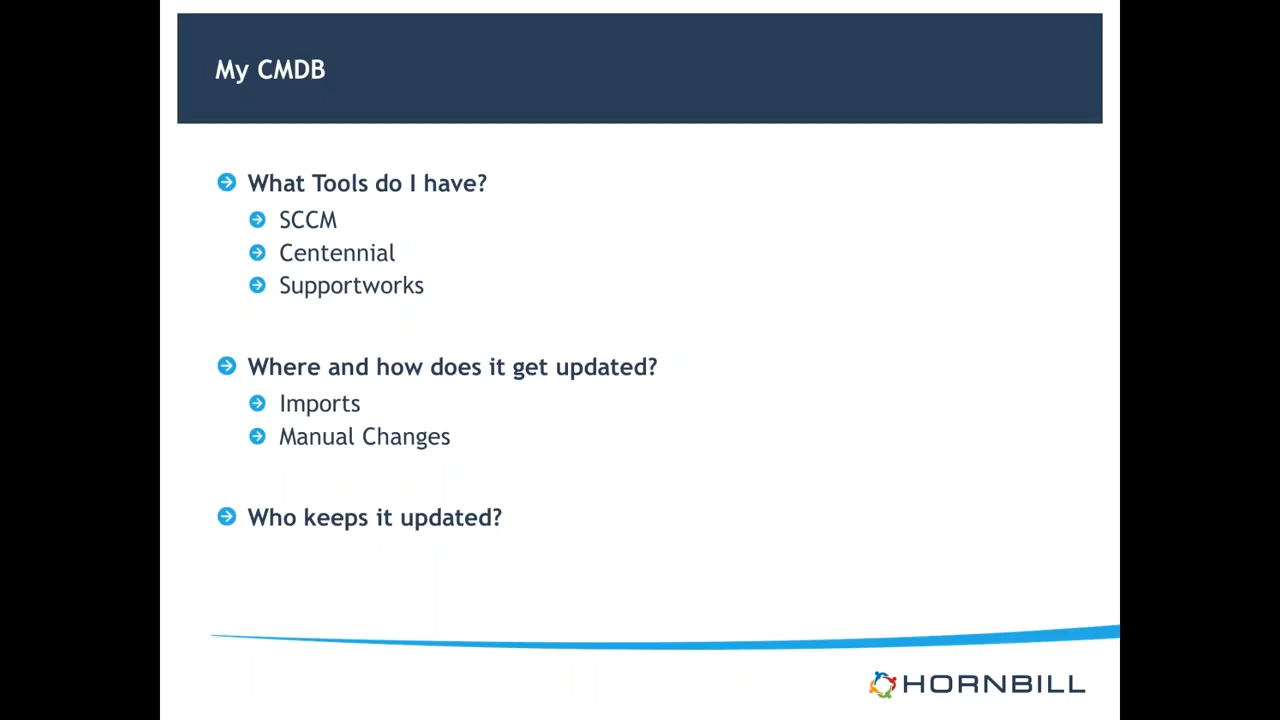 My CMDB
What Tools do I have?
SCCM
Centennial
Supportworks
Where and how does it get updated?
Imports
Manual Changes
Who keeps it updated?
HORNBILL